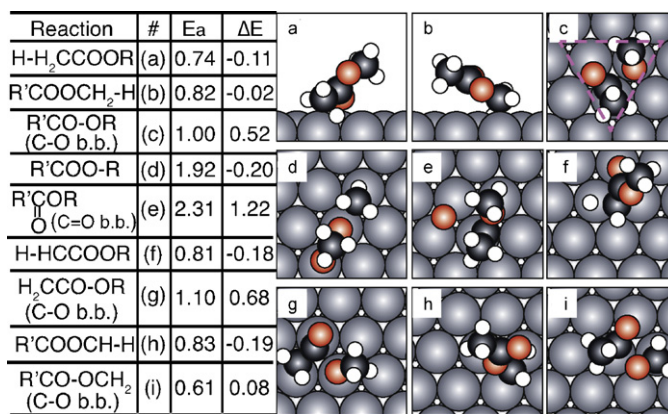 Reaction # Ea ΔE
H-H₂CCOOR (a) 0.74 -0.11
R'COOCH₂-H (b) 0.82 -0.02
R'CO-OR (C-O b.b.) (c) 1.00 0.52
R'COO-R (d) 1.92 -0.20
R'CORO (C=O b.b.) (e) 2.31 1.22
H-HCCOOR (f) 0.81 -0.18
H₂CCO-OR (C-O b.b.) (g) 1.10 0.68
R'COOCH-H (h) 0.83 -0.19
R'CO-OCH₂ (C-O b.b.) (i) 0.61 0.08
a b c
d e f
g h i